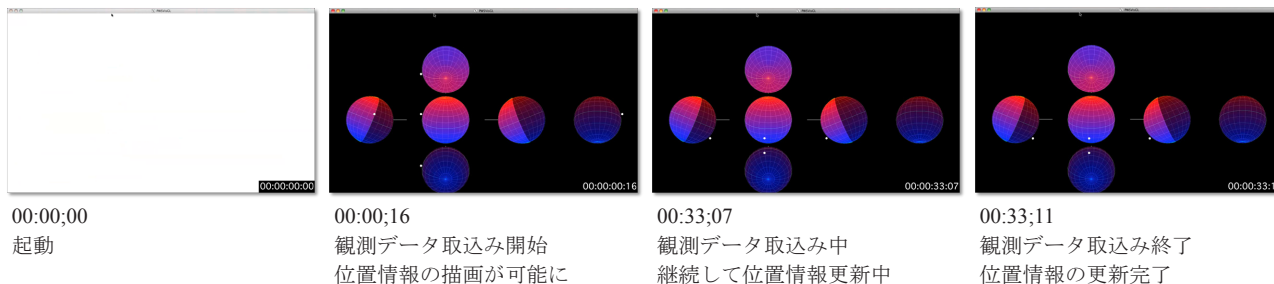 00:00:00:00
00:00:00:16
00:00:33:07
00:00:33:1
00:00;00
起動
00:00;16
観測データ取込み開始
位置情報の描画が可能に
00:33;07
観測データ取込み中
継続して位置情報更新中
00:33;11
観測データ取込み終了
位置情報の更新完了